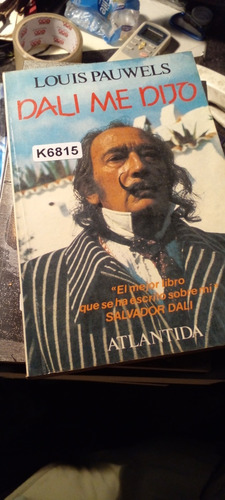 LOUIS PAUWELS
DALI ME DIJO
K6815
"El mejor libro
que se ha escrito sobre mí"
SALVADOR DALI
ATLANTIDA